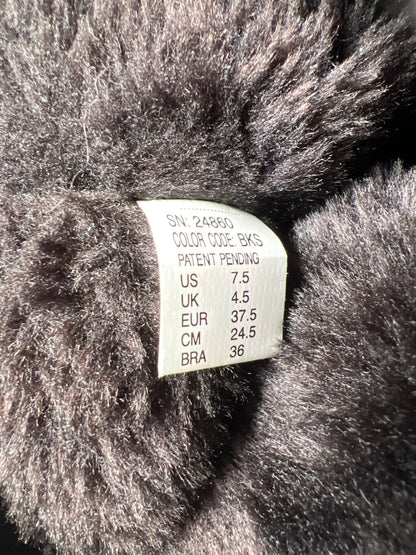 SN: 24860
COLOR CODE: BKS
PATENT PENDING
US 7.5
UK 4.5
EUR 37.5
CM 24.5
BRA 36